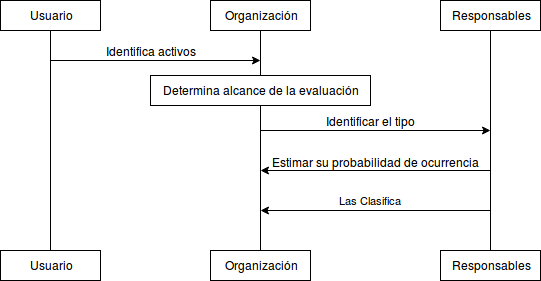 Usuario
Organización
Responsables
Identifica activos
Determina alcance de la evaluación
Identificar el tipo
Estimar su probabilidad de ocurrencia
Las Clasifica
Usuario
Organización
Responsables